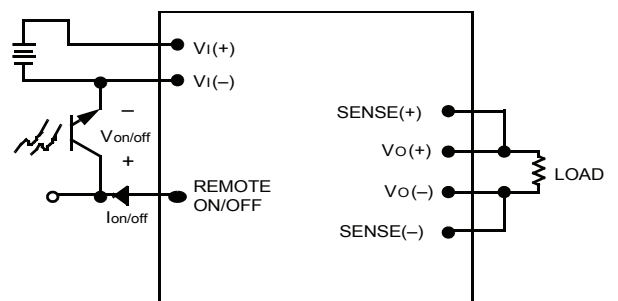 VI(+)
VI(–)
–
Von/off
+
Ion/off
REMOTE
ON/OFF
SENSE(+)
VO(+)
VO(–)
SENSE(–)
LOAD